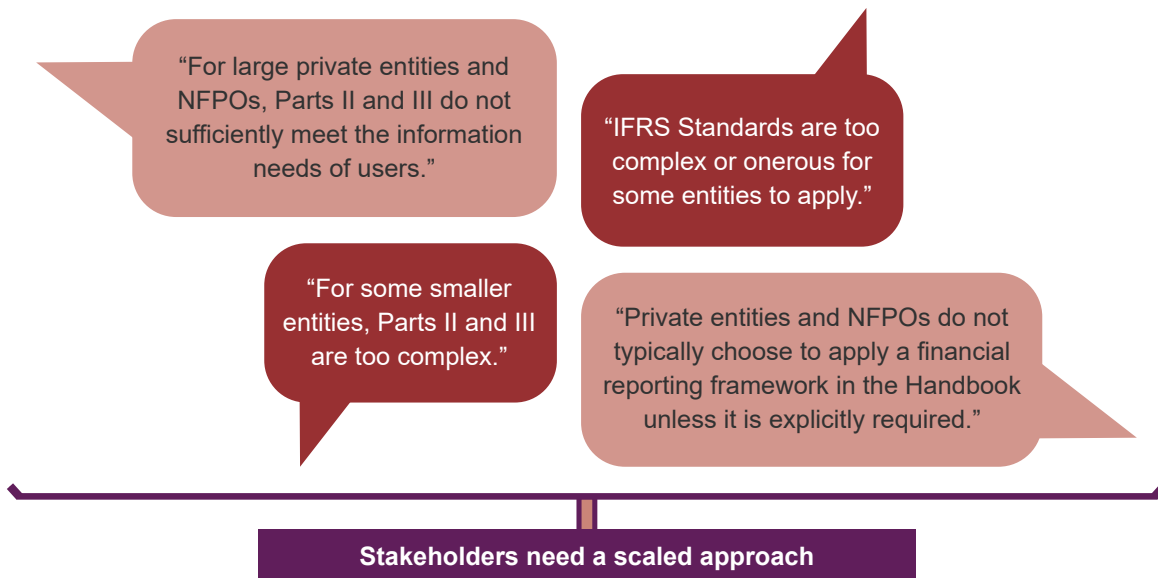 “For large private entities and
NFPOs, Parts II and III do not
sufficiently meet the information
needs of users.”
“IFRS Standards are too
complex or onerous for
some entities to apply.”
“For some smaller
entities, Parts II and III
are too complex.”
“Private entities and NFPOs do not
typically choose to apply a financial
reporting framework in the Handbook
unless it is explicitly required.”
Stakeholders need a scaled approach